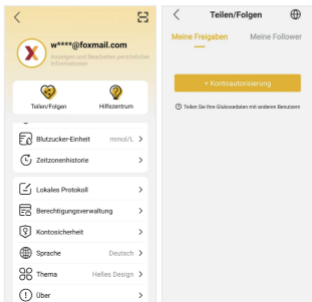 w****@foxmail.com
Anzeigen und Bearbeiten persönlicher
Informationen
Teilen/Folgen
Hilfszentrum
Blutzucker-Einheit mmol/L
Zeitzonenhistorie
Lokales Protokoll
Berechtigungsverwaltung
Kontosicherheit
Sprache Deutsch
Thema Helles Design
Über
Teilen/Folgen
Meine Freigaben Meine Follower
+ Kontoautorisierung
Teilen Sie Ihre Glukosedaten mit anderen Benutzern